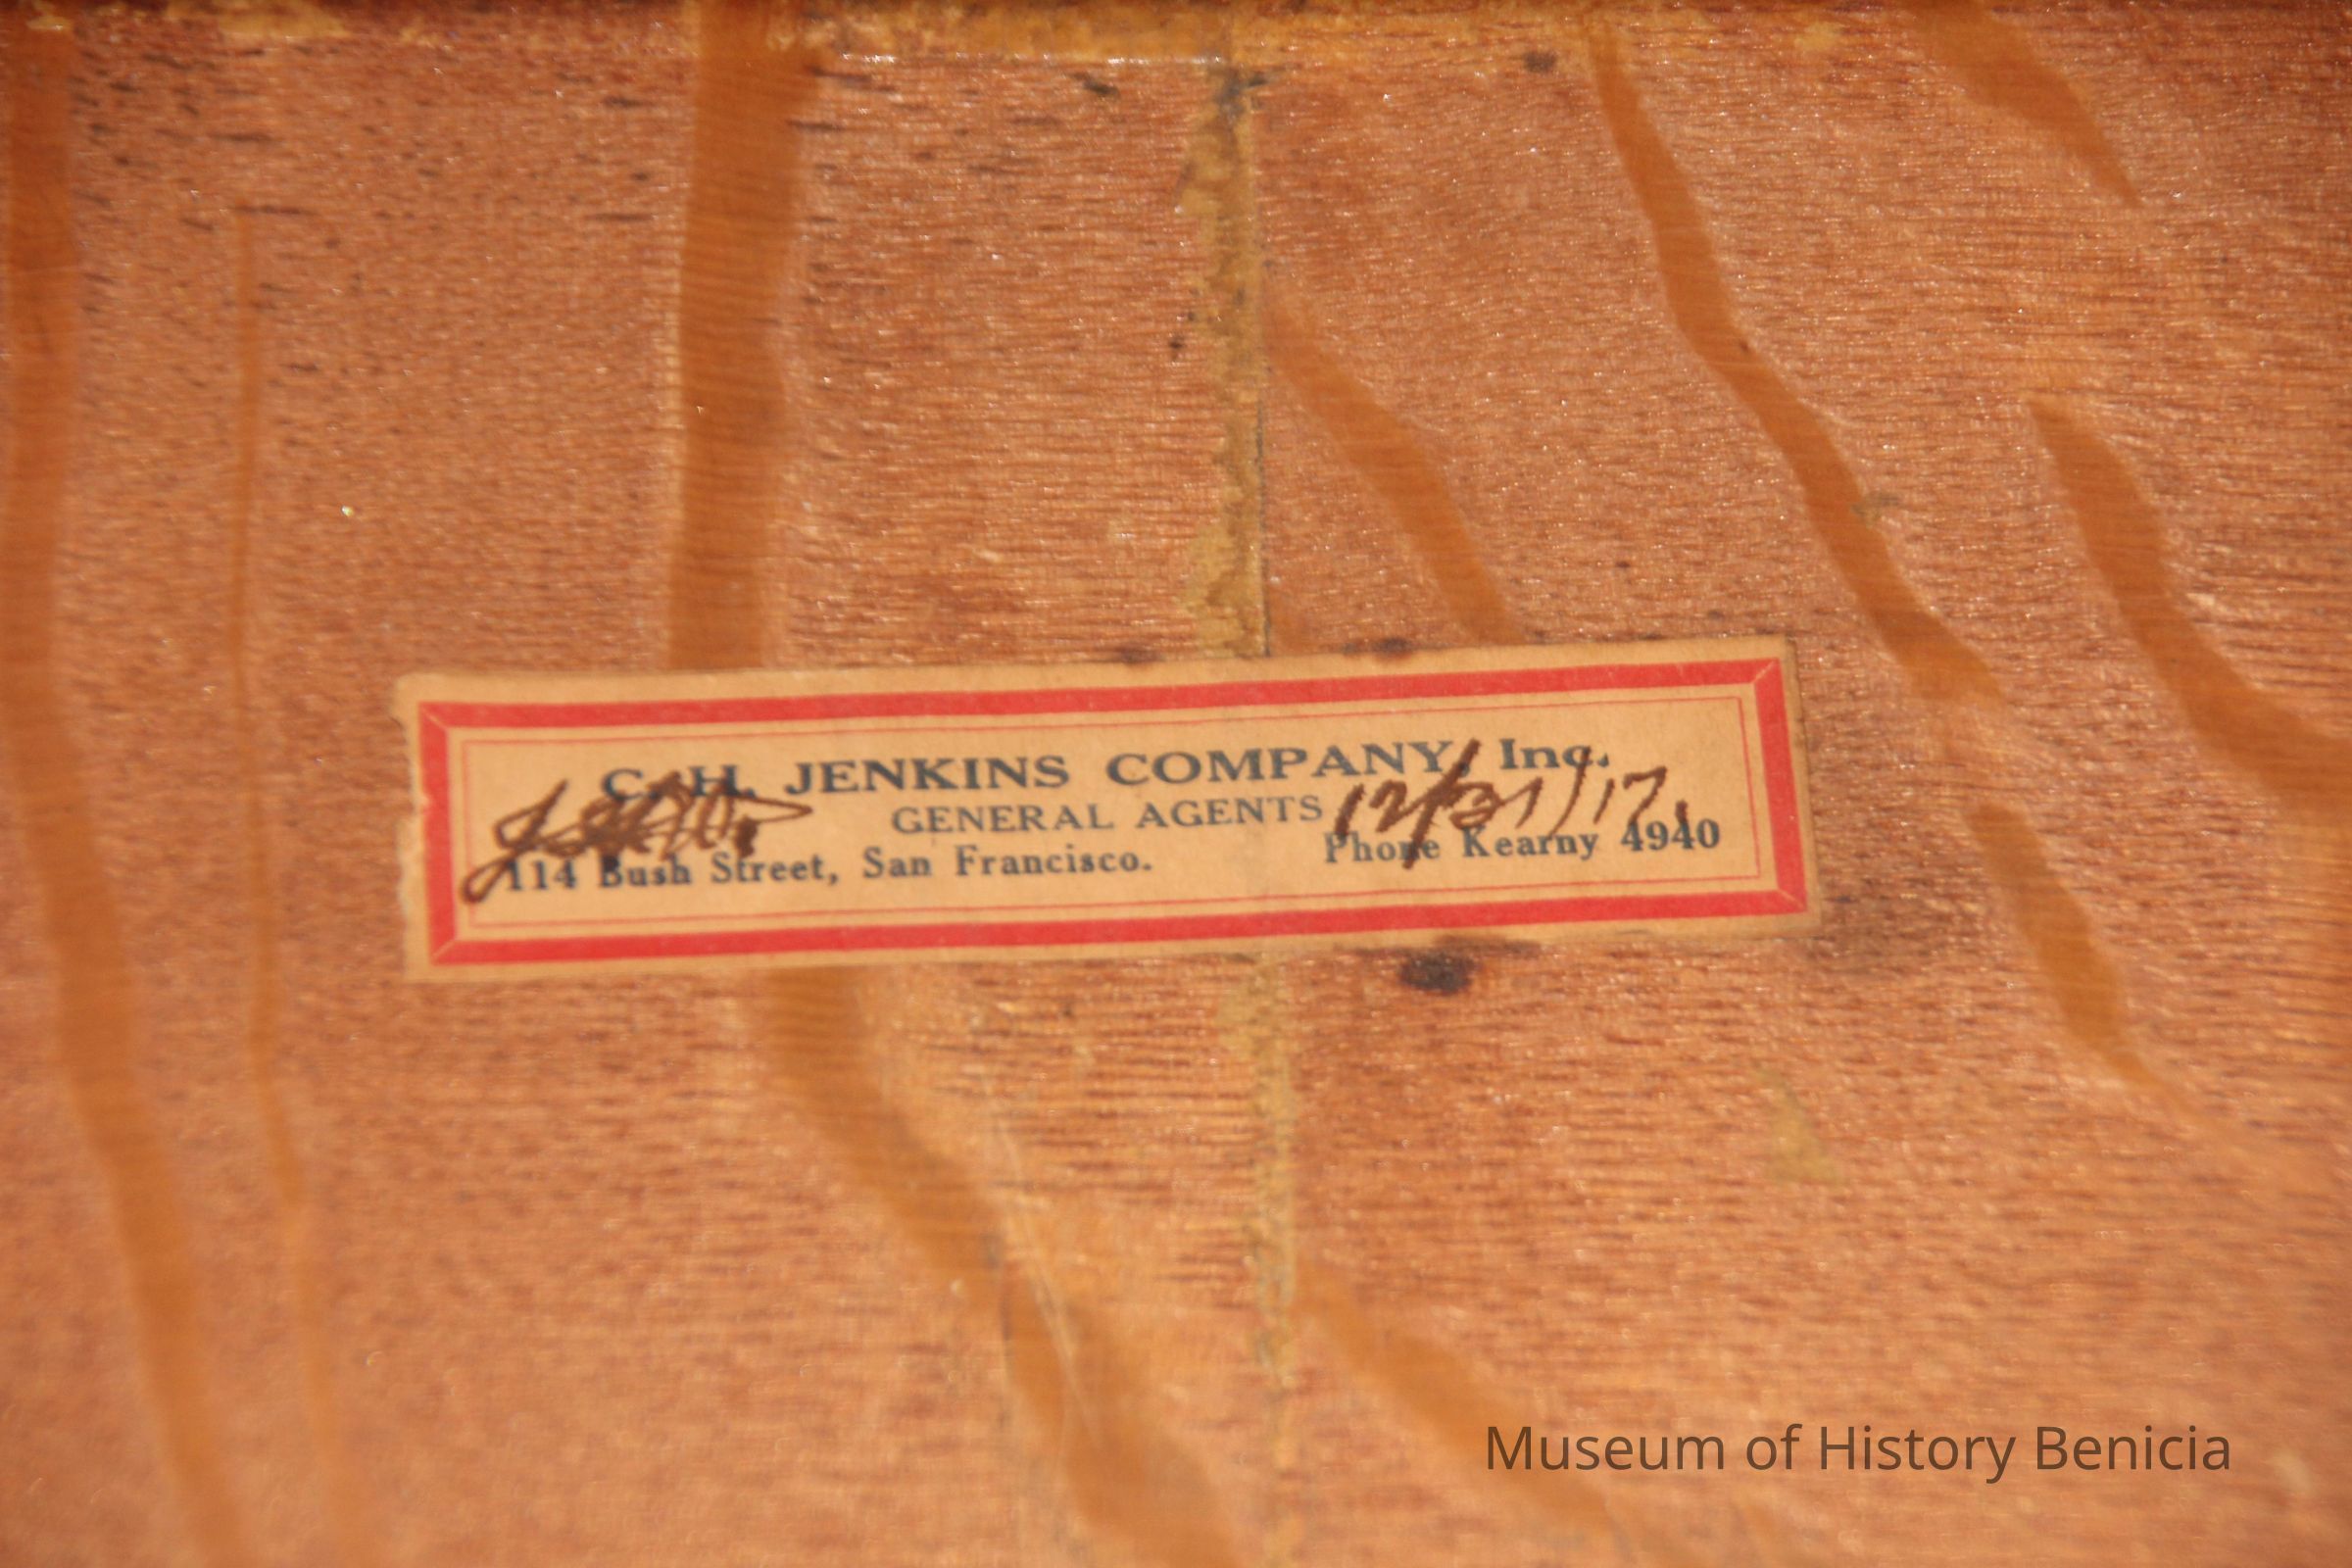 C. H. JENKINS COMPANY, Inc.
GENERAL AGENTS
12/31/17
114 Bush Street, San Francisco. Phone Kearny 4940
Museum of History Benicia